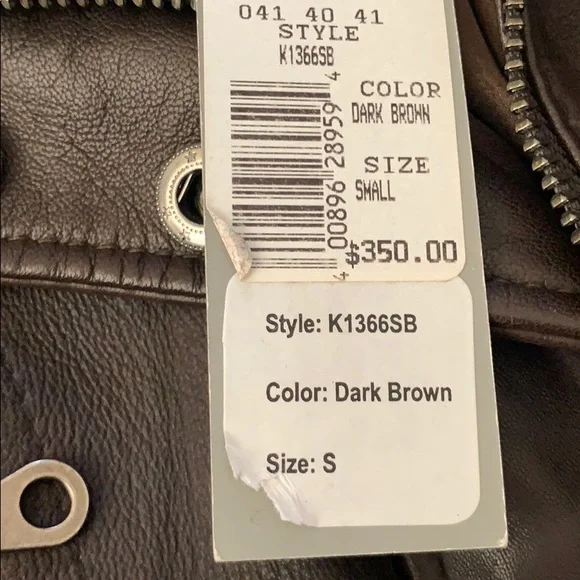 041 40 41
STYLE
K1366SB
COLOR
DARK BROWN
SIZE
SMALL
4 00896 28959 4
$350.00
Style: K1366SB
Color: Dark Brown
Size: S